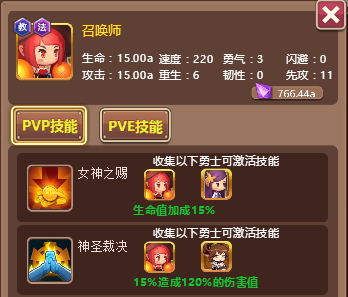 教 法 召唤师
生命：15.00a 速度：220 勇气：3 闪避：0
攻击：15.00a 重生：6 韧性：0 先攻：11
766.44a
PVP技能 PVE技能
收集以下勇士可激活技能
女神之赐
生命值加成15%
收集以下勇士可激活技能
神圣裁决
15%造成120%的伤害值